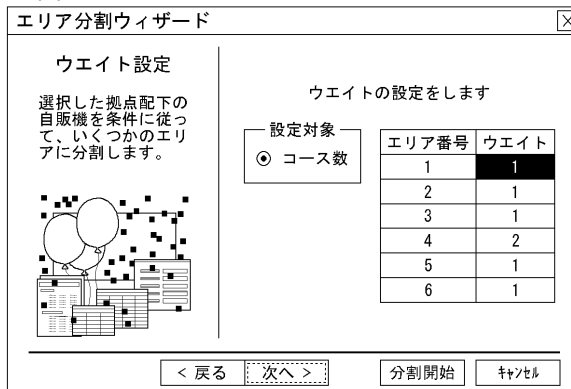 エリア分割ウィザード
ウエイト設定
選択した拠点配下の
自販機を条件に従っ
て、いくつかのエリ
アに分割します。
ウエイトの設定をします
設定対象
コース数
エリア番号 ウエイト
1 1
2 1
3 1
4 2
5 1
6 1
< 戻る 次へ > 分割開始 ｷｬﾝｾﾙ